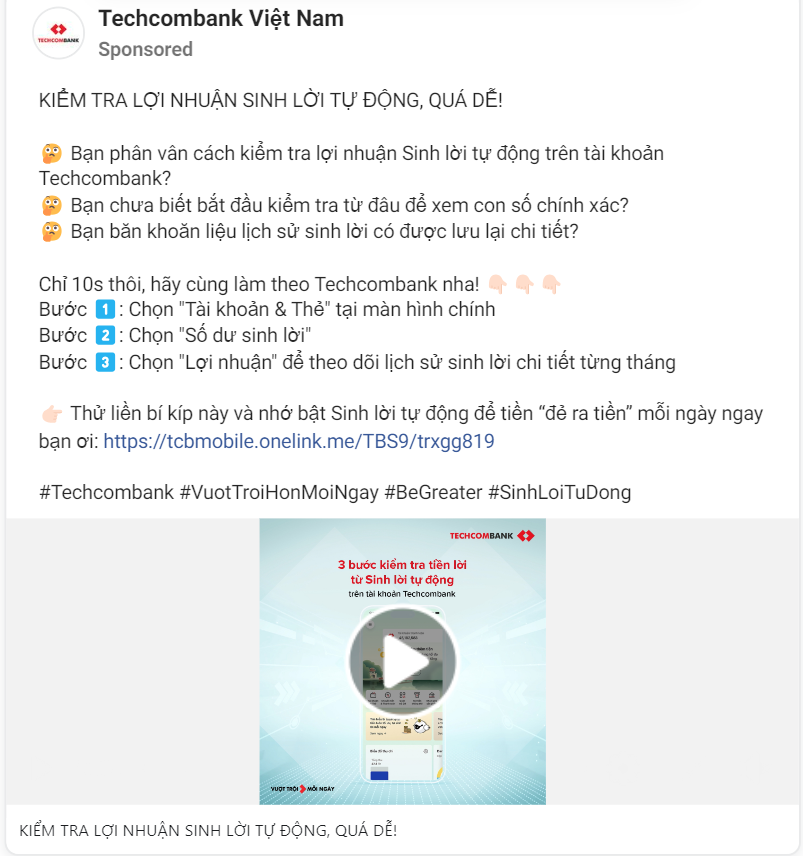 TECHCOMBANK
Techcombank Việt Nam
Sponsored
KIỂM TRA LỢI NHUẬN SINH LỜI TỰ ĐỘNG, QUÁ DỄ!
🤔 Bạn phân vân cách kiểm tra lợi nhuận Sinh lời tự động trên tài khoản
Techcombank?
🤔 Bạn chưa biết bắt đầu kiểm tra từ đâu để xem con số chính xác?
🤔 Bạn băn khoăn liệu lịch sử sinh lời có được lưu lại chi tiết?
Chỉ 10s thôi, hãy cùng làm theo Techcombank nha! 👇🏻 👇🏻 👇🏻
Bước 1️⃣: Chọn "Tài khoản & Thẻ" tại màn hình chính
Bước 2️⃣: Chọn "Số dư sinh lời"
Bước 3️⃣: Chọn "Lợi nhuận" để theo dõi lịch sử sinh lời chi tiết từng tháng
👉🏻 Thử liền bí kíp này và nhớ bật Sinh lời tự động để tiền “đẻ ra tiền” mỗi ngày ngay
bạn ơi: https://tcbmobile.onelink.me/TBS9/trxgg819
#Techcombank #VuotTroiHonMoiNgay #BeGreater #SinhLoiTuDong
TECHCOMBANK
3 bước kiểm tra tiền lời
từ Sinh lời tự động
trên tài khoản Techcombank
VƯỢT TRỘI MỖI NGÀY
KIỂM TRA LỢI NHUẬN SINH LỜI TỰ ĐỘNG, QUÁ DỄ!